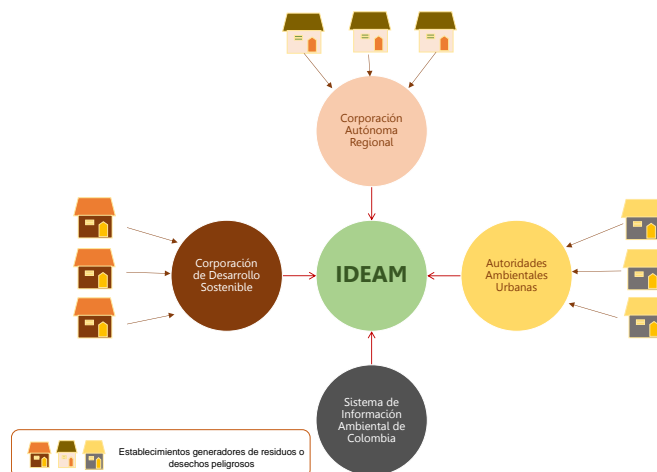 Corporación
Autónoma
Regional
Corporación
de Desarrollo
Sostenible
IDEAM
Autoridades
Ambientales
Urbanas
Sistema de
Información
Ambiental de
Colombia
Establecimientos generadores de residuos o
desechos peligrosos